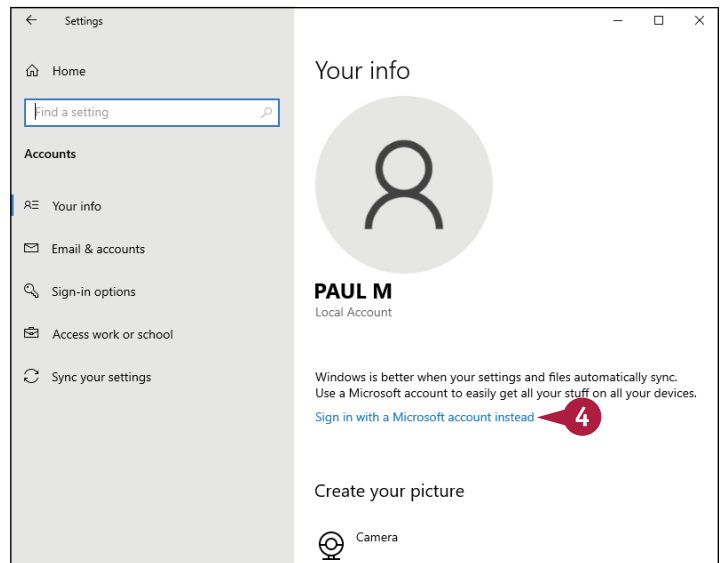 Settings
Home
Find a setting
Accounts
Your info
Email & accounts
Sign-in options
Access work or school
Sync your settings
Your info
PAUL M
Local Account
Windows is better when your settings and files automatically sync.
Use a Microsoft account to easily get all your stuff on all your devices.
Sign in with a Microsoft account instead
4
Create your picture
Camera